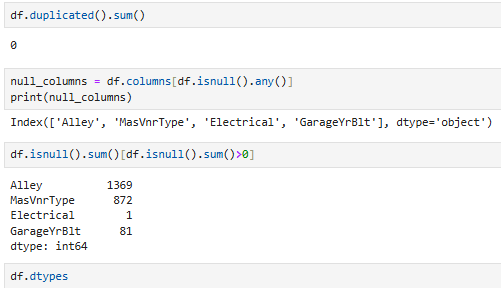 df.duplicated().sum()
0
null_columns = df.columns[df.isnull().any()]
print(null_columns)
Index(['Alley', 'MasVnrType', 'Electrical', 'GarageYrBlt'], dtype='object')
df.isnull().sum()[df.isnull().sum()>0]
Alley 1369
MasVnrType 872
Electrical 1
GarageYrBlt 81
dtype: int64
df.dtypes